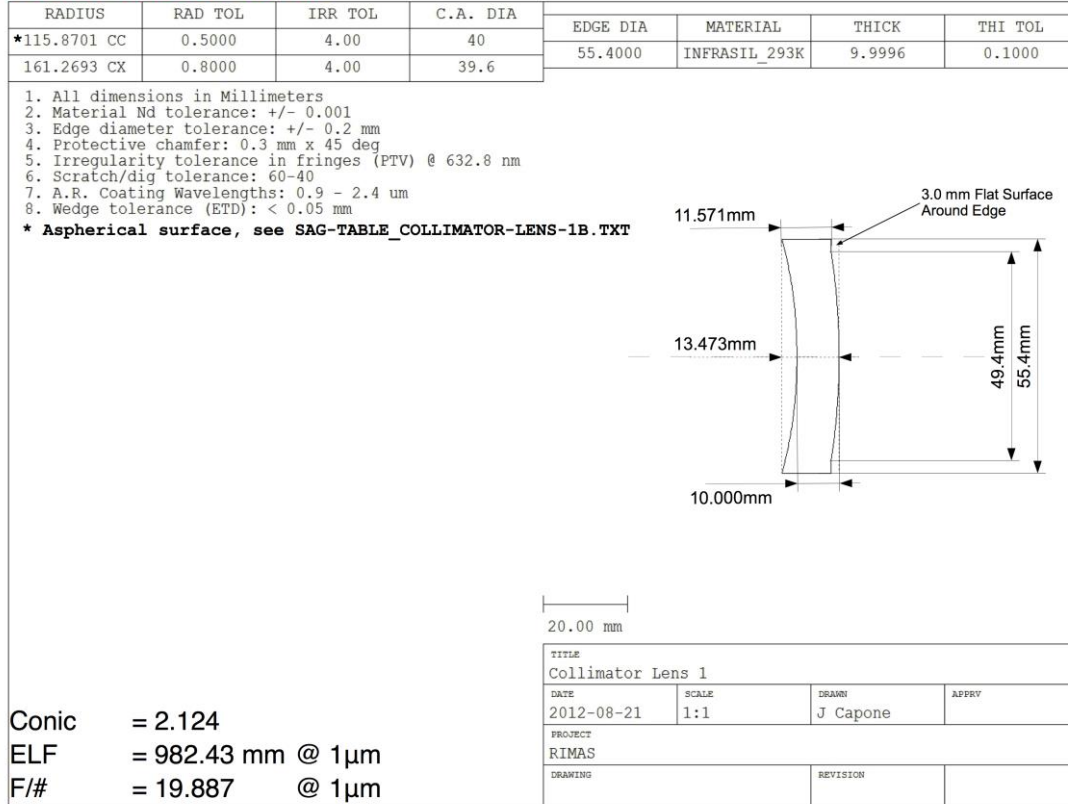 RADIUS RAD TOL IRR TOL C.A. DIA
*115.8701 CC 0.5000 4.00 40
161.2693 CX 0.8000 4.00 39.6
EDGE DIA MATERIAL THICK THI TOL
55.4000 INFRASIL_293K 9.9996 0.1000
1. All dimensions in Millimeters
2. Material Nd tolerance: +/- 0.001
3. Edge diameter tolerance: +/- 0.2 mm
4. Protective chamfer: 0.3 mm x 45 deg
5. Irregularity tolerance in fringes (PTV) @ 632.8 nm
6. Scratch/dig tolerance: 60-40
7. A.R. Coating Wavelengths: 0.9 - 2.4 um
8. Wedge tolerance (ETD): < 0.05 mm
* Aspherical surface, see SAG-TABLE_COLLIMATOR-LENS-1B.TXT
3.0 mm Flat Surface
Around Edge
11.571mm
13.473mm
49.4mm
55.4mm
10.000mm
20.00 mm
TITLE
Collimator Lens 1
DATE SCALE DRAWN APPRV
2012-08-21 1:1 J Capone
PROJECT
RIMAS
DRAWING REVISION
Conic = 2.124
ELF = 982.43 mm @ 1µm
F/# = 19.887 @ 1µm